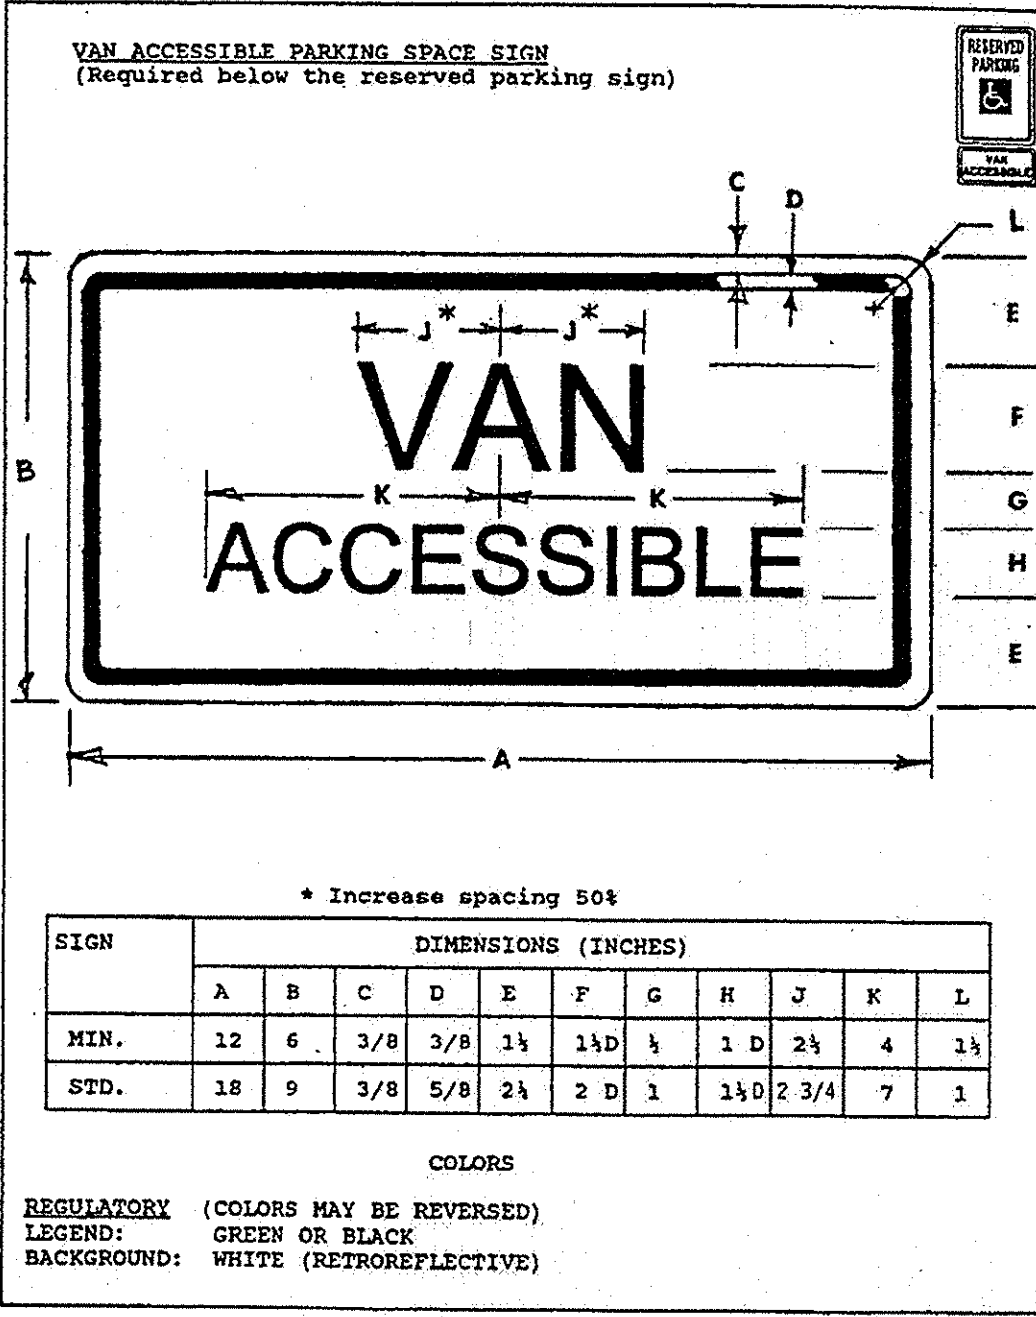 VAN ACCESSIBLE PARKING SPACE SIGN
(Required below the reserved parking sign)
RESERVED
PARKING
VAN
ACCESSIBLE
C
D
L
E
J* J*
VAN
F
B
K K
G
ACCESSIBLE
H
E
A
* Increase spacing 50%
SIGN DIMENSIONS (INCHES)
A B C D E F G H J K L
MIN. 12 6 3/8 3/8 1½ 1½D ½ 1 D 2½ 4 1½
STD. 18 9 3/8 5/8 2¼ 2 D 1 1½D 2 3/4 7 1
COLORS
REGULATORY (COLORS MAY BE REVERSED)
LEGEND: GREEN OR BLACK
BACKGROUND: WHITE (RETROREFLECTIVE)